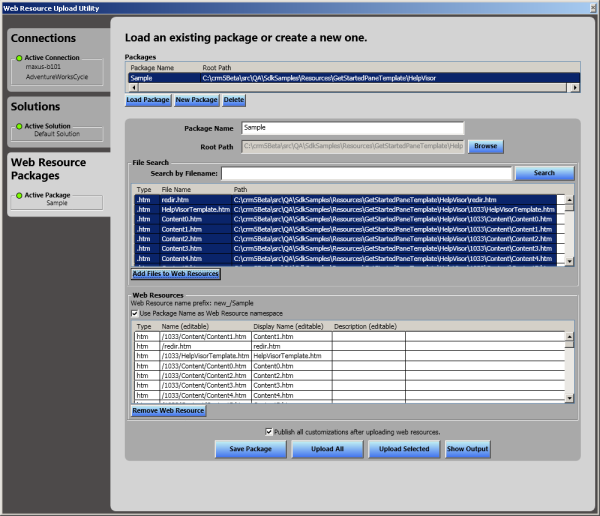 Web Resource Upload Utility
Connections
Active Connection
maxus-b101
AdventureWorksCycle
Solutions
Active Solution
Default Solution
Web Resource
Packages
Active Package
Sample
Load an existing package or create a new one.
Packages
Package Name Root Path
Sample C:\crm5Beta\src\QA\SdkSamples\Resources\GetStartedPaneTemplate\HelpVisor
Load Package New Package Delete
Package Name Sample
Root Path C:\crm5Beta\src\QA\SdkSamples\Resources\GetStartedPaneTemplate\Help Browse
File Search
Search by Filename: Search
Type File Name Path
.htm redir.htm C:\crm5Beta\src\QA\SdkSamples\Resources\GetStartedPaneTemplate\HelpVisor\redir.htm
.htm HelpVisorTemplate.htm C:\crm5Beta\src\QA\SdkSamples\Resources\GetStartedPaneTemplate\HelpVisor\1033\HelpVisorTemplate.htm
.htm Content0.htm C:\crm5Beta\src\QA\SdkSamples\Resources\GetStartedPaneTemplate\HelpVisor\1033\Content\Content0.htm
.htm Content1.htm C:\crm5Beta\src\QA\SdkSamples\Resources\GetStartedPaneTemplate\HelpVisor\1033\Content\Content1.htm
.htm Content2.htm C:\crm5Beta\src\QA\SdkSamples\Resources\GetStartedPaneTemplate\HelpVisor\1033\Content\Content2.htm
.htm Content3.htm C:\crm5Beta\src\QA\SdkSamples\Resources\GetStartedPaneTemplate\HelpVisor\1033\Content\Content3.htm
.htm Content4.htm C:\crm5Beta\src\QA\SdkSamples\Resources\GetStartedPaneTemplate\HelpVisor\1033\Content\Content4.htm
Add Files to Web Resources
Web Resources
Web Resource name prefix: new_/Sample
Use Package Name as Web Resource namespace
Type Name (editable) Display Name (editable) Description (editable)
htm /1033/Content/Content1.htm Content1.htm
htm /redir.htm redir.htm
htm /1033/HelpVisorTemplate.htm HelpVisorTemplate.htm
htm /1033/Content/Content0.htm Content0.htm
htm /1033/Content/Content2.htm Content2.htm
htm /1033/Content/Content3.htm Content3.htm
htm /1033/Content/Content4.htm Content4.htm
Remove Web Resource
Publish all customizations after uploading web resources.
Save Package Upload All Upload Selected Show Output